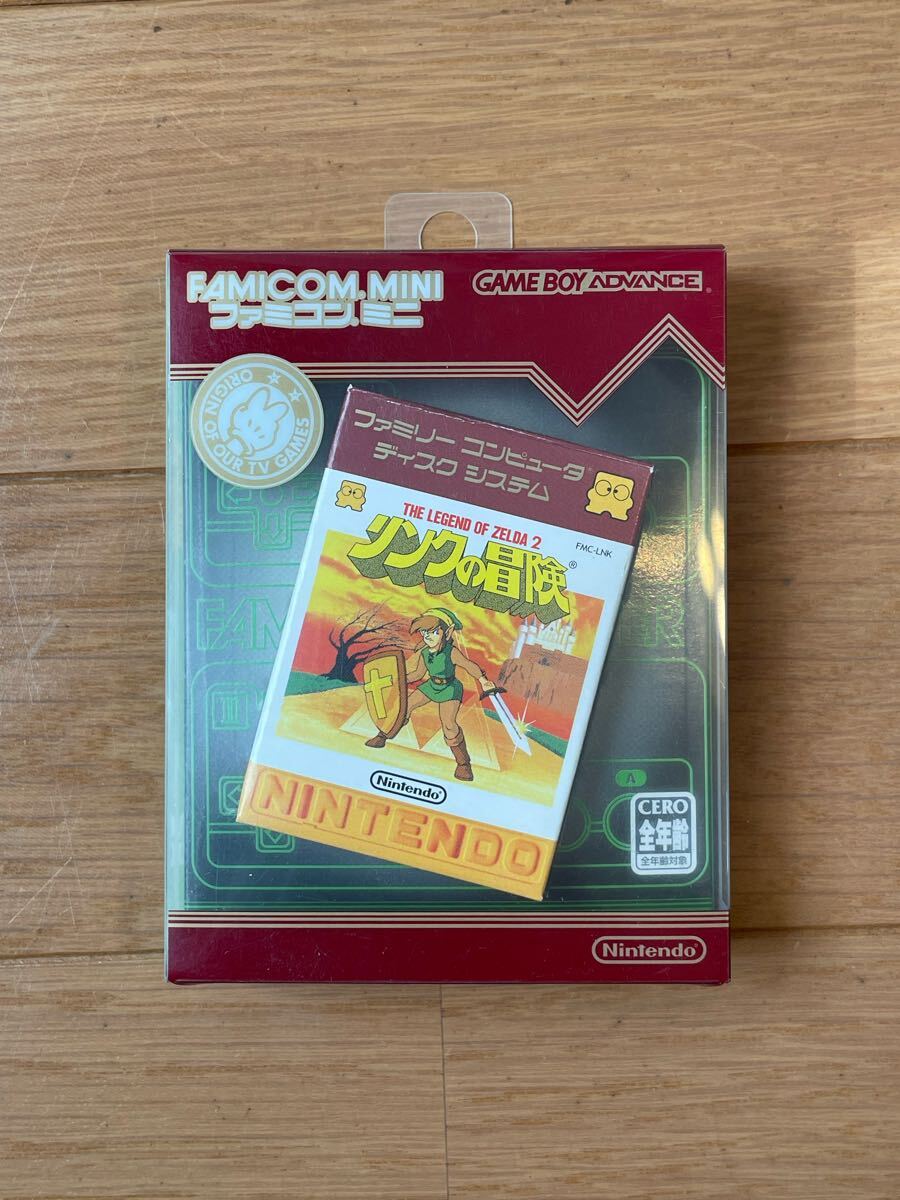 FAMICOM MINI
ファミコン ミニ
GAME BOY ADVANCE
ORIGIN OF OUR TV GAMES
ファミリー コンピュータ
ディスク システム
THE LEGEND OF ZELDA 2
FMC-LNK
リンクの冒険®
Nintendo®
NINTENDO
A
CERO
全年齢
全年齢対象
Nintendo®